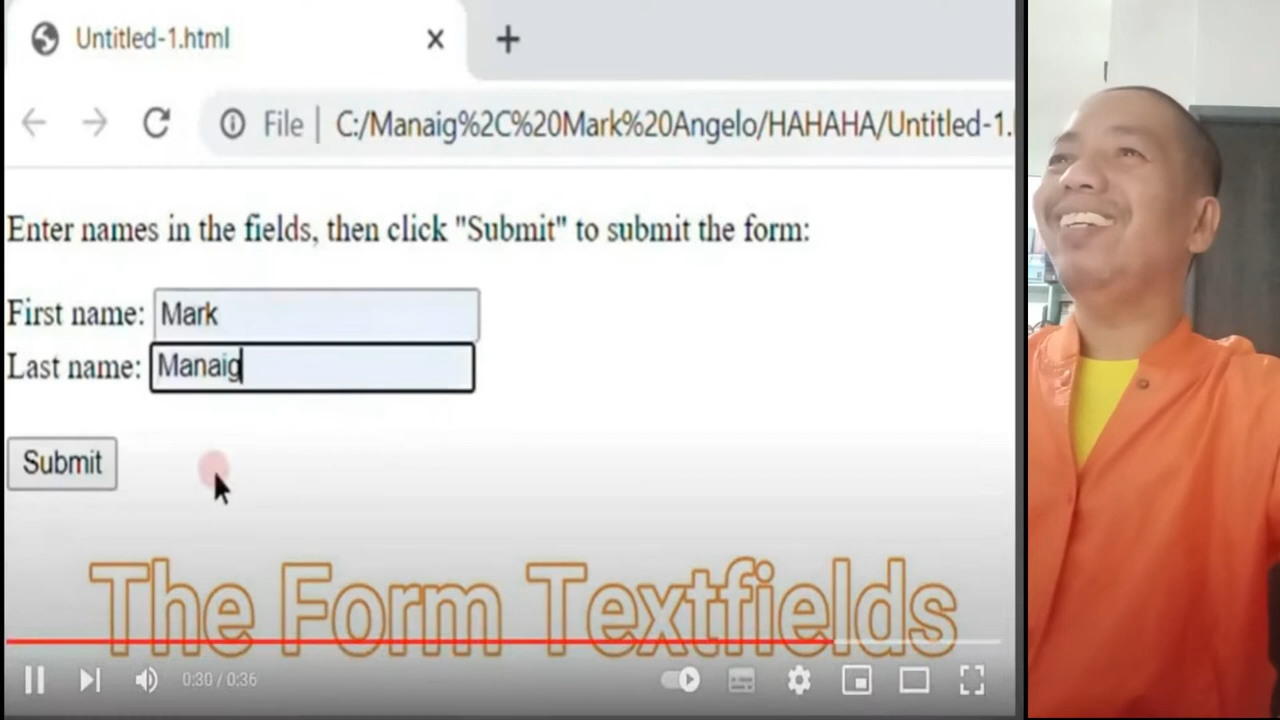 Untitled-1.html
File | C:/Manaig%2C%20Mark%20Angelo/HAHAHA/Untitled-1.
Enter names in the fields, then click "Submit" to submit the form:
First name: Mark
Last name: Manaig
Submit
The Form Textfields
0:30 / 0:36